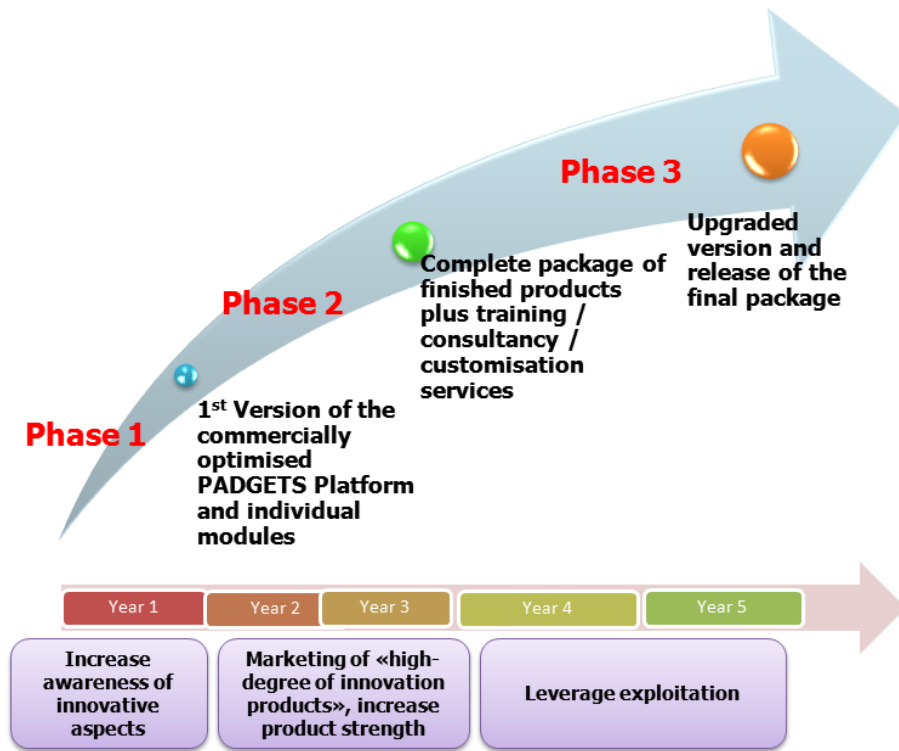 Phase 3
Upgraded
version and
release of the
final package
Phase 2
Complete package of
finished products
plus training /
consultancy /
customisation
services
Phase 1
1st Version of the
commercially
optimised
PADGETS Platform
and individual
modules
Year 1
Year 2
Year 3
Year 4
Year 5
Increase
awareness of
innovative
aspects
Marketing of «high-
degree of innovation
products», increase
product strength
Leverage exploitation